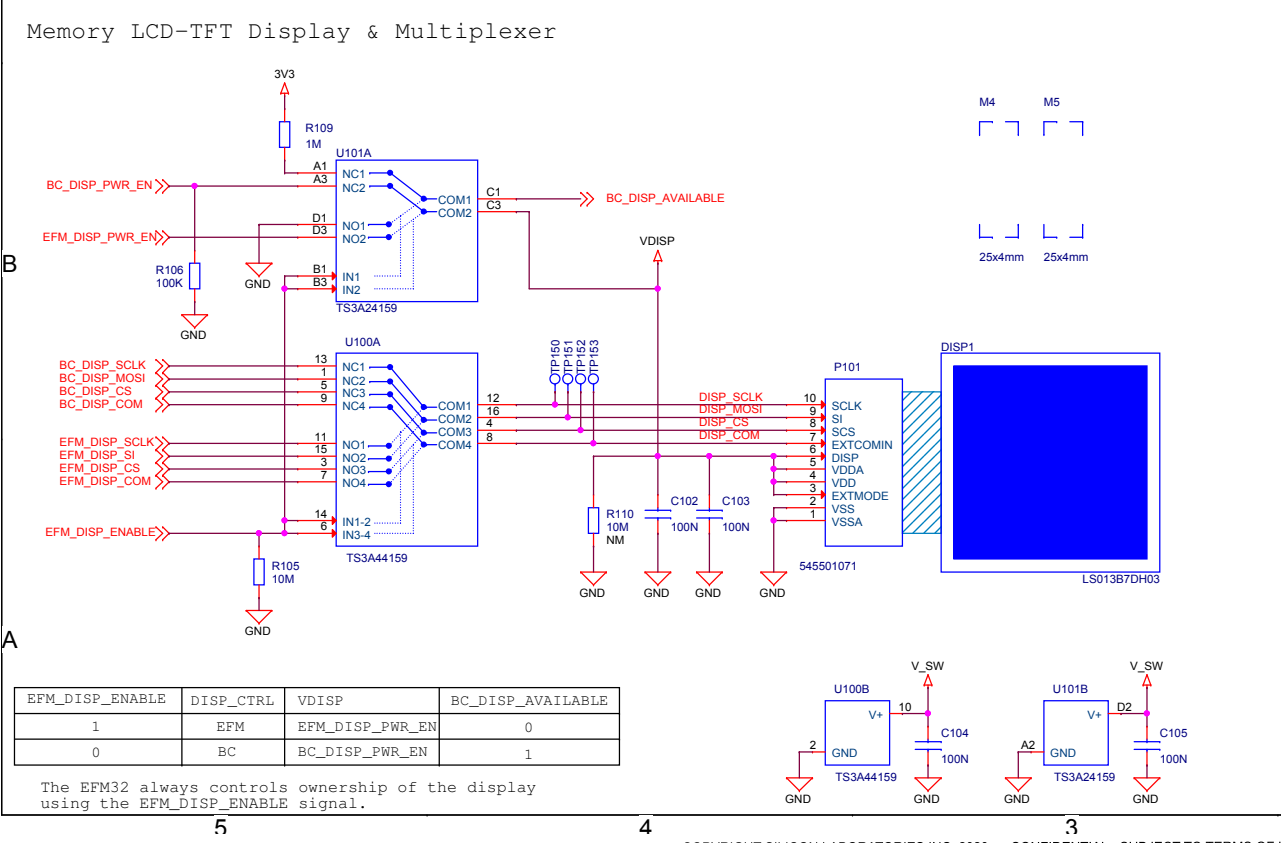 Memory LCD-TFT Display & Multiplexer
3V3
R109
1M
U101A
A1
NC1
A3
NC2
BC_DISP_PWR_EN
C1
COM1
C3
COM2
BC_DISP_AVAILABLE
D1
NO1
D3
NO2
EFM_DISP_PWR_EN
B1
IN1
B3
IN2
TS3A24159
R106
100K
GND
GND
VDISP
M4
M5
25x4mm
25x4mm
B
U100A
BC_DISP_SCLK
13
NC1
BC_DISP_MOSI
1
NC2
BC_DISP_CS
5
NC3
BC_DISP_COM
9
NC4
12
COM1
16
COM2
4
COM3
8
COM4
EFM_DISP_SCLK
11
NO1
EFM_DISP_SI
15
NO2
EFM_DISP_CS
3
NO3
EFM_DISP_COM
7
NO4
EFM_DISP_ENABLE
14
IN1-2
6
IN3-4
TS3A44159
R105
10M
GND
TP150
TP151
TP152
TP153
DISP_SCLK
DISP_MOSI
DISP_CS
DISP_COM
P101
10
SCLK
9
SI
8
SCS
7
EXTCOMIN
6
DISP
5
VDDA
4
VDD
3
EXTMODE
2
VSS
1
VSSA
545501071
DISP1
LS013B7DH03
R110
10M
NM
C102
100N
C103
100N
GND
GND
GND
GND
A
EFM_DISP_ENABLE DISP_CTRL VDISP BC_DISP_AVAILABLE
1 EFM EFM_DISP_PWR_EN 0
0 BC BC_DISP_PWR_EN 1
The EFM32 always controls ownership of the display
using the EFM_DISP_ENABLE signal.
V_SW
U100B
V+
10
2
GND
TS3A44159
C104
100N
GND
GND
V_SW
U101B
V+
D2
A2
GND
TS3A24159
C105
100N
GND
GND
5
4
3